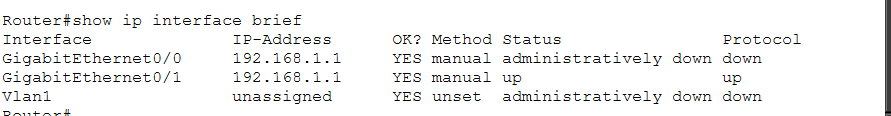 Router#show ip interface brief
Interface IP-Address OK? Method Status Protocol
GigabitEthernet0/0 192.168.1.1 YES manual administratively down down
GigabitEthernet0/1 192.168.1.1 YES manual up up
Vlan1 unassigned YES unset administratively down down
Router#